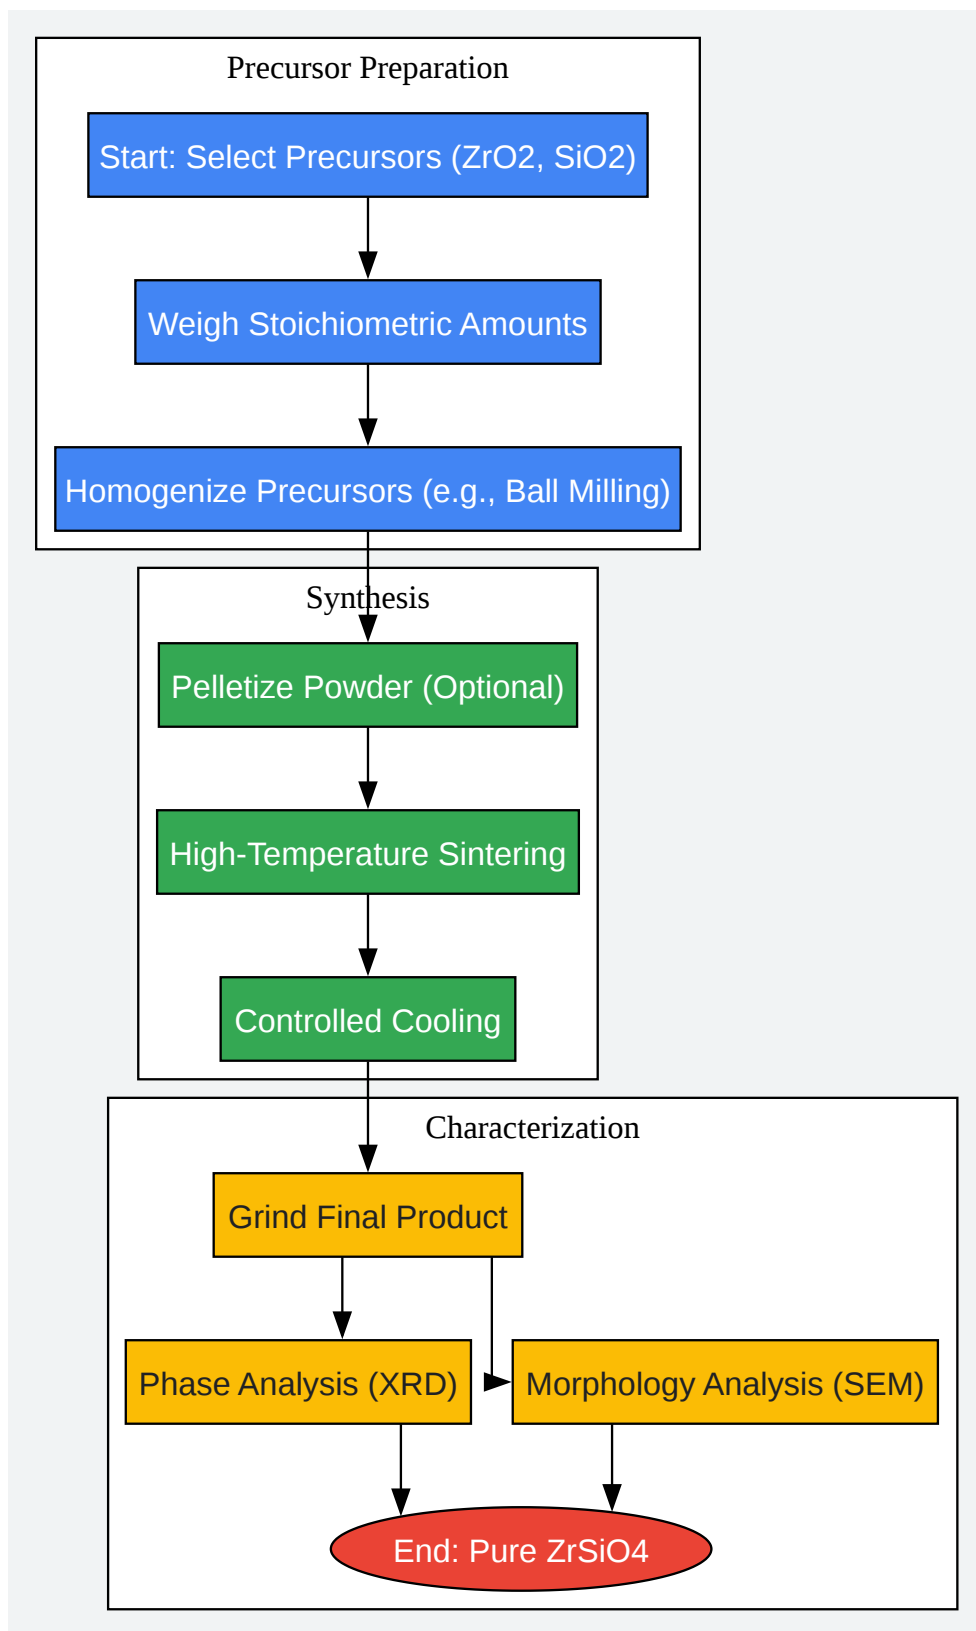 Precursor Preparation
Start: Select Precursors (ZrO2, SiO2)
Weigh Stoichiometric Amounts
Homogenize Precursors (e.g., Ball Milling)
Synthesis
Pelletize Powder (Optional)
High-Temperature Sintering
Controlled Cooling
Characterization
Grind Final Product
Phase Analysis (XRD)
Morphology Analysis (SEM)
End: Pure ZrSiO4